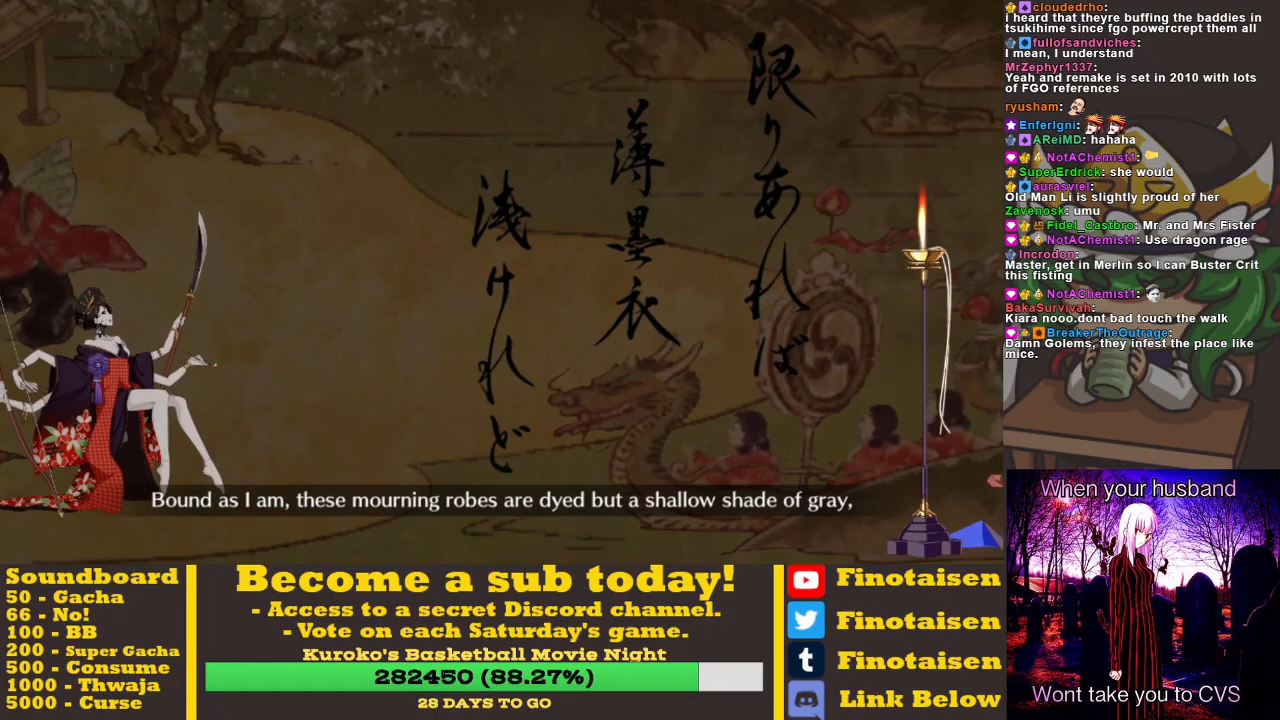 限りあれば
薄墨衣
浅けれど
Bound as I am, these mourning robes are dyed but a shallow shade of gray,
cloudedrho:
i heard that theyre buffing the baddies in
tsukihime since fgo powercrept them all
fullofsandviches:
I mean, I understand
MrZephyr1337:
Yeah and remake is set in 2010 with lots
of FGO references
ryusham:
EnferIgni:
AReiMD: hahaha
NotAChemist1:
SuperErdrick: she would
aurasviel:
Old Man Li is slightly proud of her
Zavenosk: umu
Fidel_Castbro: Mr. and Mrs Fister
NotAChemist1: Use dragon rage
Incrodon:
Master, get in Merlin so I can Buster Crit
this fisting
NotAChemist1:
BakaSurvivah:
Kiara nooo.dont bad touch the walk
BreakerTheOutrage:
Damn Golems, they infest the place like
mice.
When your husband
Wont take you to CVS
Soundboard
50 - Gacha
66 - No!
100 - BB
200 - Super Gacha
500 - Consume
1000 - Thwaja
5000 - Curse
Become a sub today!
- Access to a secret Discord channel.
- Vote on each Saturday's game.
Kuroko's Basketball Movie Night
282450 (88.27%)
28 DAYS TO GO
Finotaisen
Finotaisen
Finotaisen
Link Below